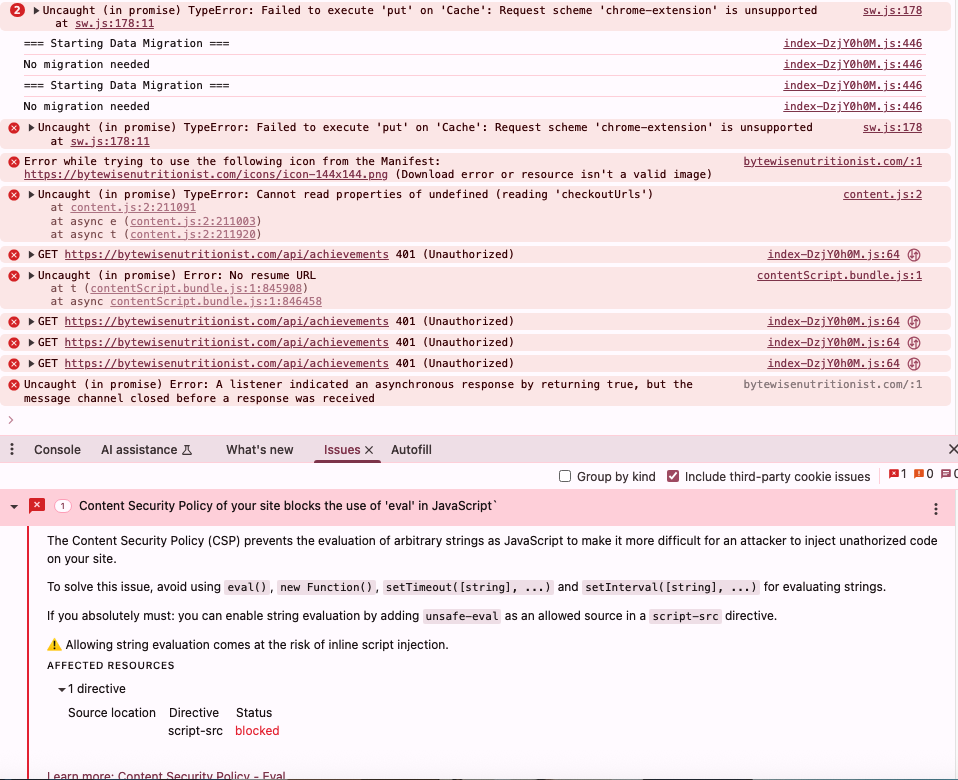 2 Uncaught (in promise) TypeError: Failed to execute 'put' on 'Cache': Request scheme 'chrome-extension' is unsupported sw.js:178
at sw.js:178:11
=== Starting Data Migration === index-DzjY0h0M.js:446
No migration needed index-DzjY0h0M.js:446
=== Starting Data Migration === index-DzjY0h0M.js:446
No migration needed index-DzjY0h0M.js:446
Uncaught (in promise) TypeError: Failed to execute 'put' on 'Cache': Request scheme 'chrome-extension' is unsupported sw.js:178
at sw.js:178:11
Error while trying to use the following icon from the Manifest: bytewisenutritionist.com/:1
https://bytewisenutritionist.com/icons/icon-144x144.png (Download error or resource isn't a valid image)
Uncaught (in promise) TypeError: Cannot read properties of undefined (reading 'checkoutUrls') content.js:2
at content.js:2:211091
at async e (content.js:2:211003)
at async t (content.js:2:211920)
GET https://bytewisenutritionist.com/api/achievements 401 (Unauthorized) index-DzjY0h0M.js:64
Uncaught (in promise) Error: No resume URL contentScript.bundle.js:1
at t (contentScript.bundle.js:1:845908)
at async contentScript.bundle.js:1:846458
GET https://bytewisenutritionist.com/api/achievements 401 (Unauthorized) index-DzjY0h0M.js:64
GET https://bytewisenutritionist.com/api/achievements 401 (Unauthorized) index-DzjY0h0M.js:64
GET https://bytewisenutritionist.com/api/achievements 401 (Unauthorized) index-DzjY0h0M.js:64
Uncaught (in promise) Error: A listener indicated an asynchronous response by returning true, but the bytewisenutritionist.com/:1
message channel closed before a response was received
Console AI assistance What's new Issues Autofill
Group by kind Include third-party cookie issues 1 0 0
1 Content Security Policy of your site blocks the use of 'eval' in JavaScript`
The Content Security Policy (CSP) prevents the evaluation of arbitrary strings as JavaScript to make it more difficult for an attacker to inject unathorized code
on your site.
To solve this issue, avoid using eval(), new Function(), setTimeout([string], ...) and setInterval([string], ...) for evaluating strings.
If you absolutely must: you can enable string evaluation by adding unsafe-eval as an allowed source in a script-src directive.
Allowing string evaluation comes at the risk of inline script injection.
AFFECTED RESOURCES
1 directive
Source location Directive Status
script-src blocked
Learn more: Content Security Policy - Eval